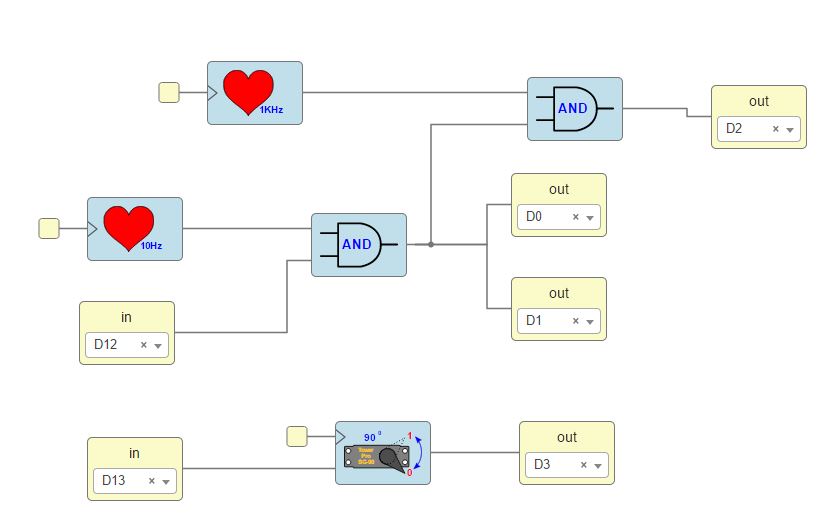 1KHz
AND
out
D2 ×
out
D0 ×
10Hz
AND
out
D1 ×
in
D12 ×
90 °
1
Tower
Pro
SG-90
0
out
D3 ×
in
D13 ×